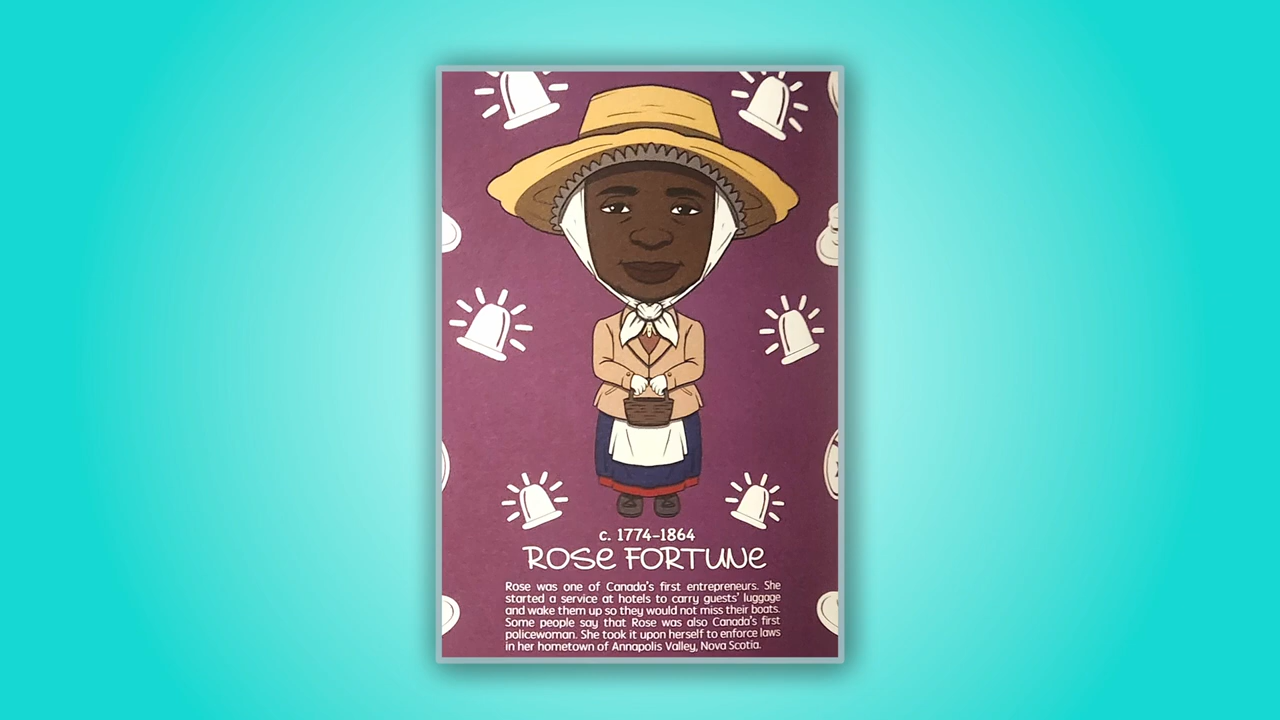 c. 1774-1864
ROSE FORTUNE
Rose was one of Canada's first entrepreneurs. She
started a service at hotels to carry guests' luggage
and wake them up so they would not miss their boats.
Some people say that Rose was also Canada's first
policewoman. She took it upon herself to enforce laws
in her hometown of Annapolis Valley, Nova Scotia.